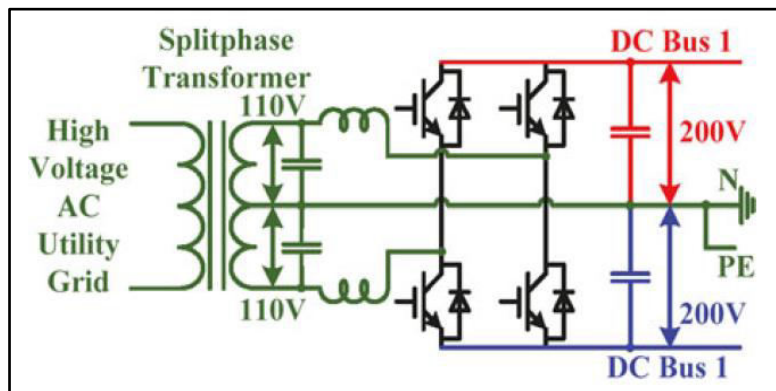 Splitphase
Transformer
110V
High
Voltage
AC
Utility
Grid
110V
DC Bus 1
200V
N
PE
200V
DC Bus 1